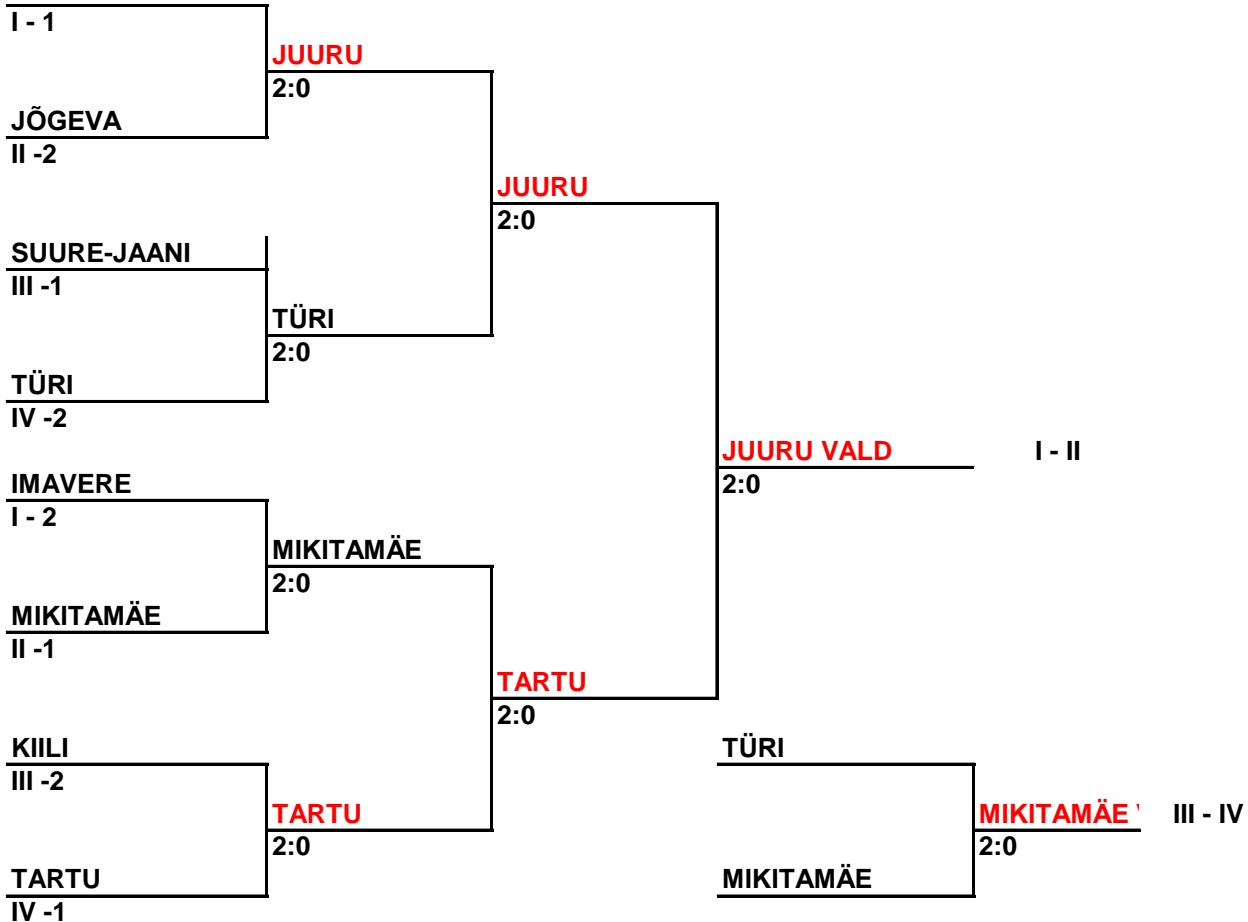 I - 1
JUURU
2:0
JÕGEVA
II -2
JUURU
2:0
SUURE-JAANI
III -1
TÜRI
2:0
TÜRI
IV -2
JUURU VALD I - II
2:0
IMAVERE
I - 2
MIKITAMÄE
2:0
MIKITAMÄE
II -1
TARTU
2:0
KIILI
III -2
TÜRI
TARTU
2:0
MIKITAMÄE III - IV
2:0
TARTU
IV -1
MIKITAMÄE